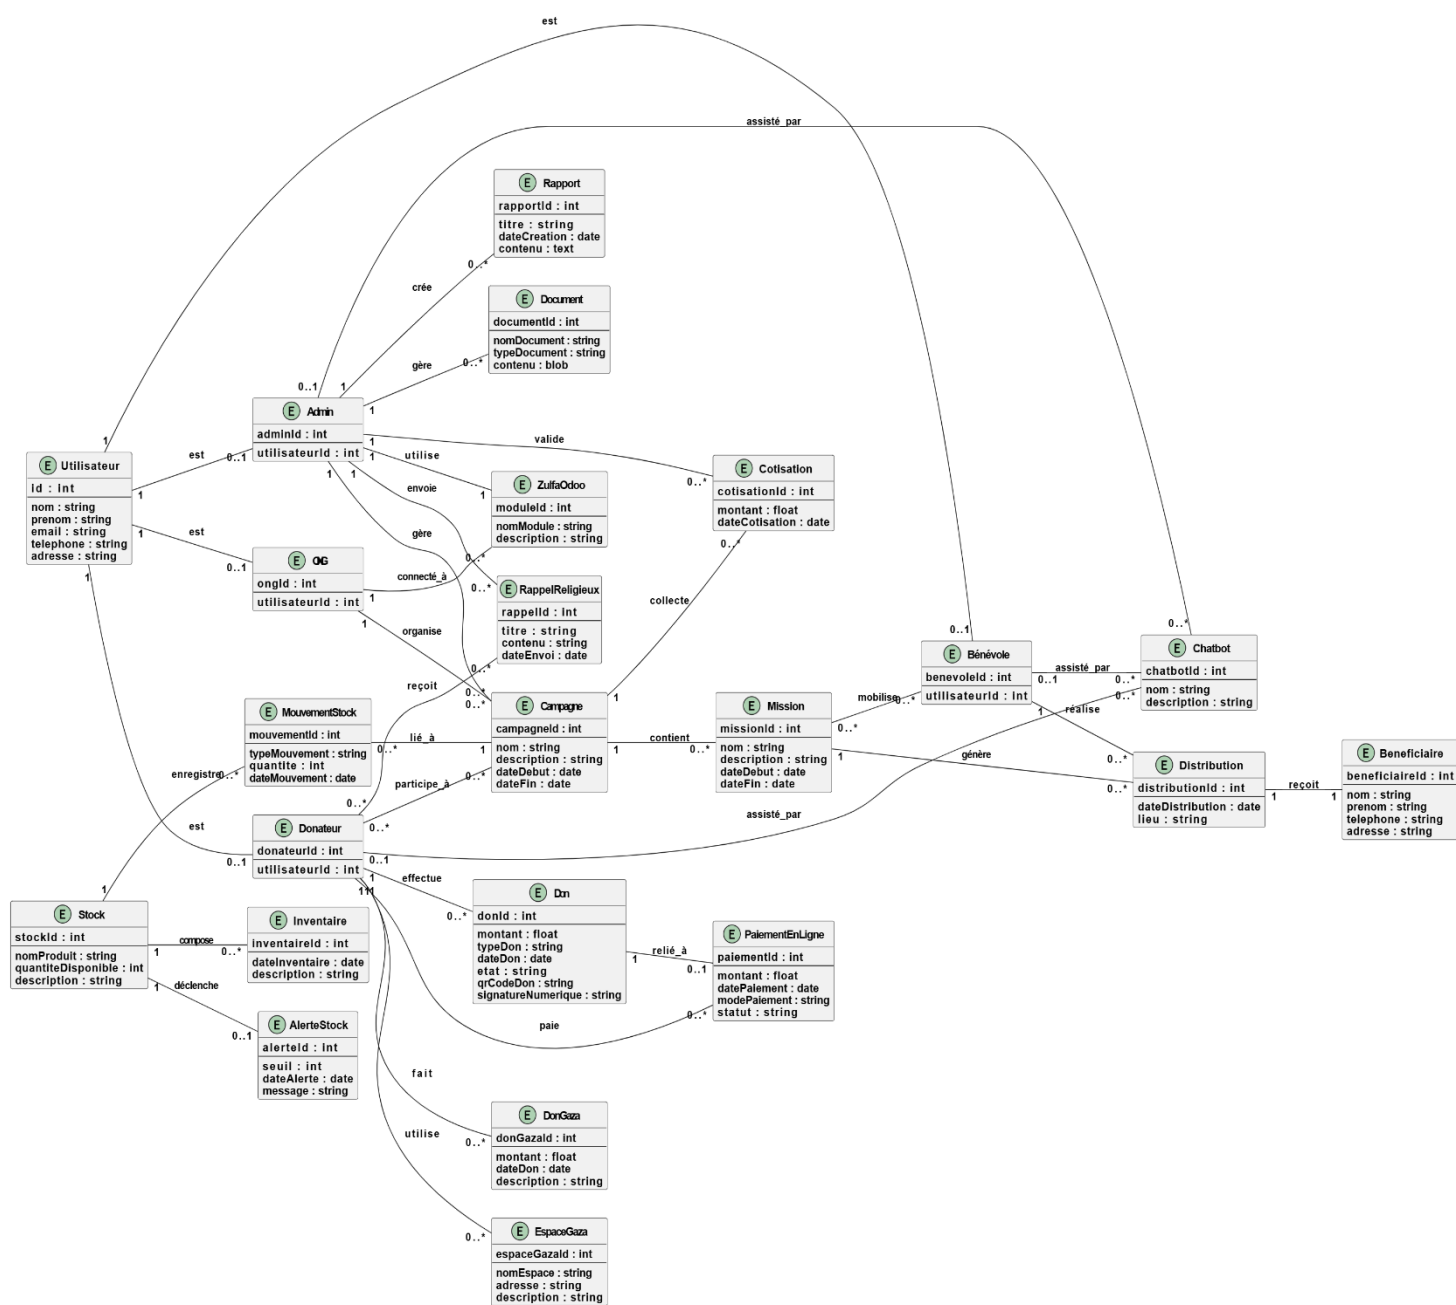 est
assisté_par
E Rapport
rapportId : int
titre : string
dateCreation : date
contenu : text
0..*
crée
E Document
documentId : int
nomDocument : string
typeDocument : string
contenu : blob
0..*
gère
0..1
1
1
E Admin
adminId : int
utilisateurId : int
1
valide
1
utilise
1
est
0..1
1
1
1
E Utilisateur
id : int
nom : string
prenom : string
email : string
telephone : string
adresse : string
1
1
1
E Cotisation
cotisationId : int
montant : float
dateCotisation : date
0..*
0..*
E ZulfaOdoo
moduleId : int
nomModule : string
description : string
1
0..*
envoie
gère
est
0..1
E ONG
ongId : int
utilisateurId : int
connecté_à
1
1
organise
E RappelReligieux
rappelId : int
titre : string
contenu : string
dateEnvoi : date
0..*
0..*
collecte
reçoit
0..1
E Bénévole
benevoleId : int
utilisateurId : int
assisté_par
0..1
0..*
0..*
0..*
E Chatbot
chatbotId : int
nom : string
description : string
1
réalise
mobilise
0..*
0..*
E MouvementStock
mouvementId : int
typeMouvement : string
quantite : int
dateMouvement : date
lié_à
0..*
1
E Campagne
campagneId : int
nom : string
description : string
dateDebut : date
dateFin : date
0..*
0..*
1
1
contient
0..*
E Mission
missionId : int
nom : string
description : string
dateDebut : date
dateFin : date
1
génère
0..*
0..*
E Distribution
distributionId : int
dateDistribution : date
lieu : string
1
reçoit
1
E Beneficiaire
beneficiaireId : int
nom : string
prenom : string
telephone : string
adresse : string
enregistre
0..*
participe_à
0..*
0..*
0..*
assisté_par
est
0..1
E Donateur
donateurId : int
utilisateurId : int
0..1
1
1
1
1
effectue
0..*
1
E Stock
stockId : int
nomProduit : string
quantiteDisponible : int
description : string
1
compose
0..*
E Inventaire
inventaireId : int
dateInventaire : date
description : string
1
déclenche
0..1
E AlerteStock
alerteId : int
seuil : int
dateAlerte : date
message : string
E Don
donId : int
montant : float
typeDon : string
dateDon : date
etat : string
qrCodeDon : string
signatureNumerique : string
1
relié_à
0..1
E PaiementEnLigne
paiementId : int
montant : float
datePaiement : date
modePaiement : string
statut : string
0..*
paie
fait
0..*
E DonGaza
donGazaId : int
montant : float
dateDon : date
description : string
utilise
0..*
E EspaceGaza
espaceGazaId : int
nomEspace : string
adresse : string
description : string